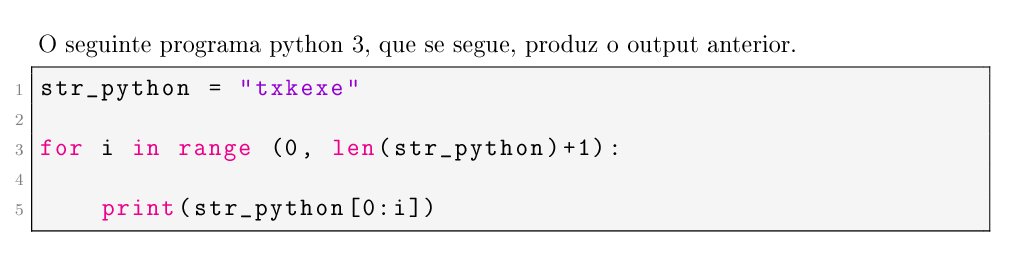 O seguinte programa python 3, que se segue, produz o output anterior.
1 str_python = "txkexe"
2
3 for i in range (0, len(str_python)+1):
4
5     print(str_python[0:i])